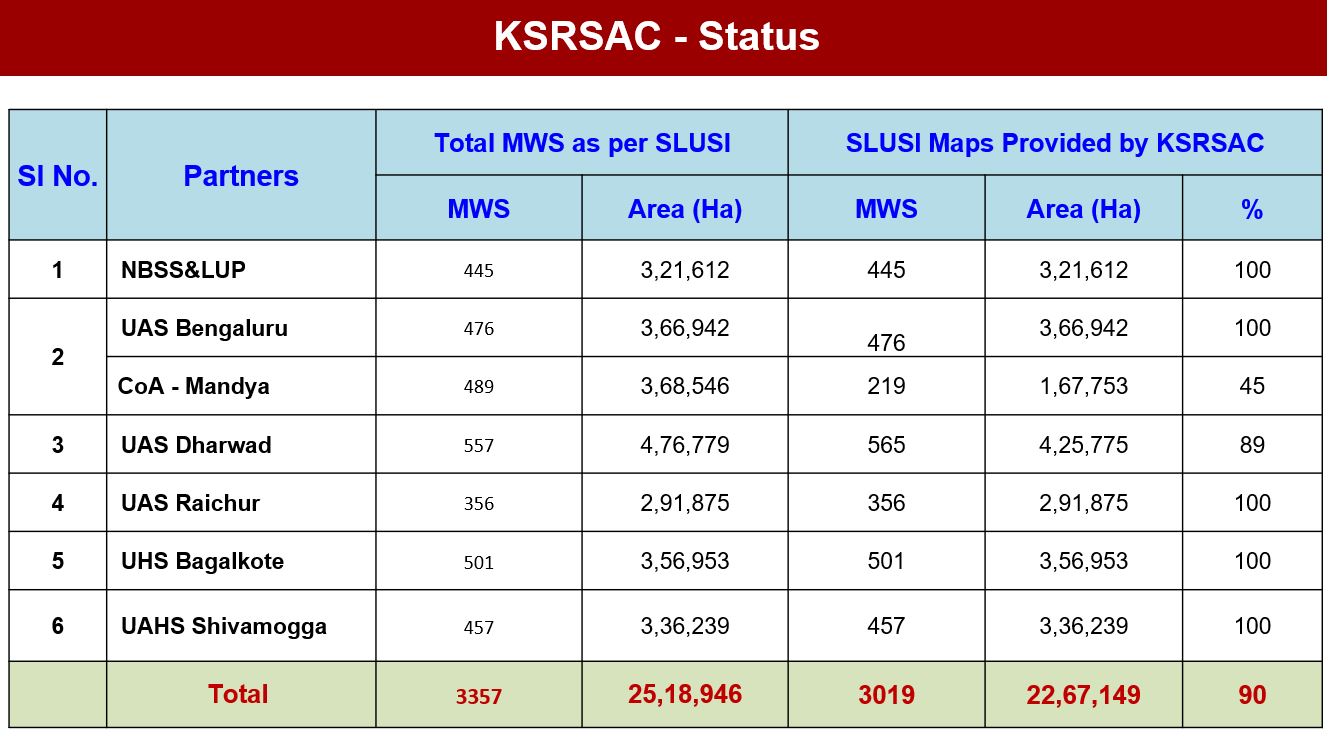 KSRSAC - Status
Sl No. Partners Total MWS as per SLUSI SLUSI Maps Provided by KSRSAC
MWS Area (Ha) MWS Area (Ha) %
1 NBSS&LUP 445 3,21,612 445 3,21,612 100
2 UAS Bengaluru 476 3,66,942 476 3,66,942 100
CoA - Mandya 489 3,68,546 219 1,67,753 45
3 UAS Dharwad 557 4,76,779 565 4,25,775 89
4 UAS Raichur 356 2,91,875 356 2,91,875 100
5 UHS Bagalkote 501 3,56,953 501 3,56,953 100
6 UAHS Shivamogga 457 3,36,239 457 3,36,239 100
Total 3357 25,18,946 3019 22,67,149 90